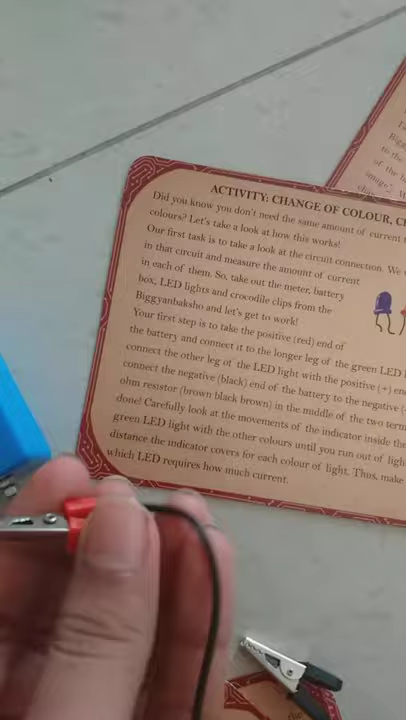 ACTIVITY: CHANGE OF COLOUR,
Did you know you don't need the same amount of current
colours? Let's take a look at how this works!
Our first task is to take a look at the circuit connection. We
in that circuit and measure the amount of current
in each of them. So, take out the meter, battery
box, LED lights and crocodile clips from the
Biggyanbaksho and let's get to work!
Your first step is to take the positive (red) end of
the battery and connect it to the longer leg of the green LED
connect the other leg of the LED light with the positive (+)
connect the negative (black) end of the battery to the negative
ohm resistor (brown black brown) in the middle of the two
done! Carefully look at the movements of the indicator inside
green LED light with the other colours until you run out of
distance the indicator covers for each colour of light. Thus, make
which LED requires how much current.
to the
of the